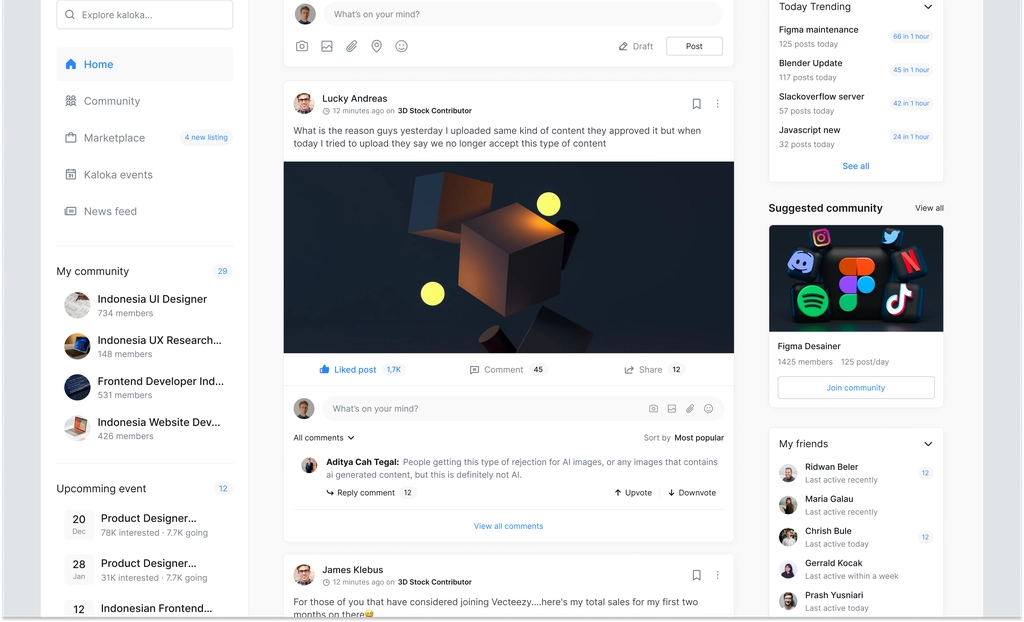 Explore kaloka...
Home
Community
Marketplace
4 new listing
Kaloka events
News feed
My community
29
Indonesia UI Designer
734 members
Indonesia UX Research...
148 members
Frontend Developer Ind...
531 members
Indonesia Website Dev...
426 members
Upcomming event
12
20
Dec
Product Designer...
78K interested · 7.7K going
28
Jan
Product Designer...
31K interested · 7.7K going
12
Indonesian Frontend...
What's on your mind?
Draft
Post
Lucky Andreas
12 minutes ago on 3D Stock Contributor
What is the reason guys yesterday I uploaded same kind of content they approved it but when
today I tried to upload they say we no longer accept this type of content
Liked post
1,7K
Comment
45
Share
12
What's on your mind?
All comments
Sort by Most popular
Aditya Cah Tegal: People getting this type of rejection for AI images, or any images that contains
ai generated content, but this is definitely not AI.
Reply comment
12
Upvote
Downvote
View all comments
James Klebus
12 minutes ago on 3D Stock Contributor
For those of you that have considered joining Vecteezy....here's my total sales for my first two
months on there😅
Today Trending
Figma maintenance
125 posts today
66 in 1 hour
Blender Update
117 posts today
45 in 1 hour
Slackoverflow server
57 posts today
42 in 1 hour
Javascript new
32 posts today
24 in 1 hour
See all
Suggested community
View all
Figma Desainer
1425 members
125 post/day
Join community
My friends
Ridwan Beler
Last active recently
12
Maria Galau
Last active recently
Chrish Bule
Last active today
12
Gerrald Kocak
Last active within a week
Prash Yusniari
Last active today